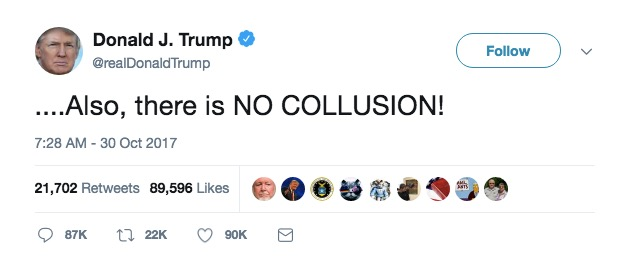 Donald J. Trump
@realDonaldTrump
Follow
....Also, there is NO COLLUSION!
7:28 AM - 30 Oct 2017
21,702 Retweets 89,596 Likes
87K 22K 90K